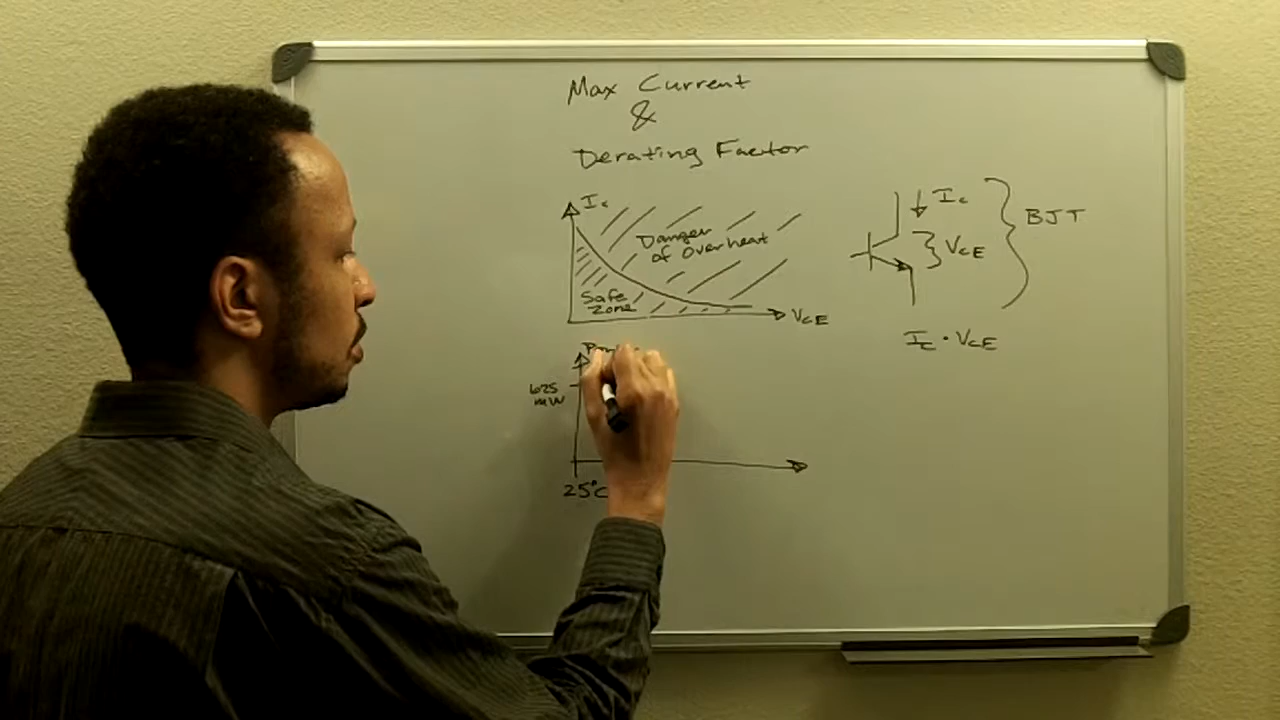 Max Current
&
Derating Factor
Ic
Danger
of overheat
Safe
Zone
VCE
Ic
VCE
BJT
Ic · VCE
625
mW
25°C